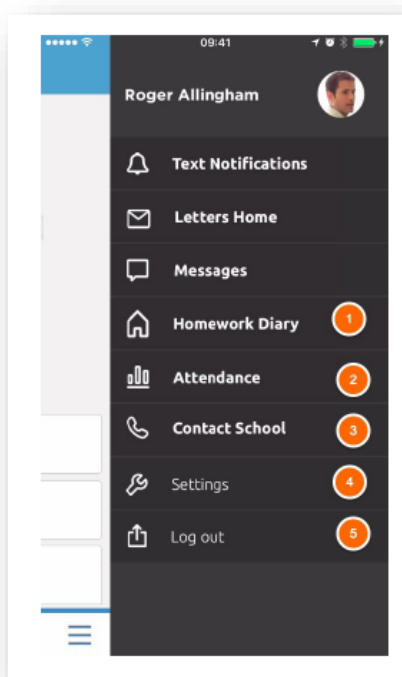 09:41
Roger Allingham
Text Notifications
Letters Home
Messages
Homework Diary 1
Attendance 2
Contact School 3
Settings 4
Log out 5